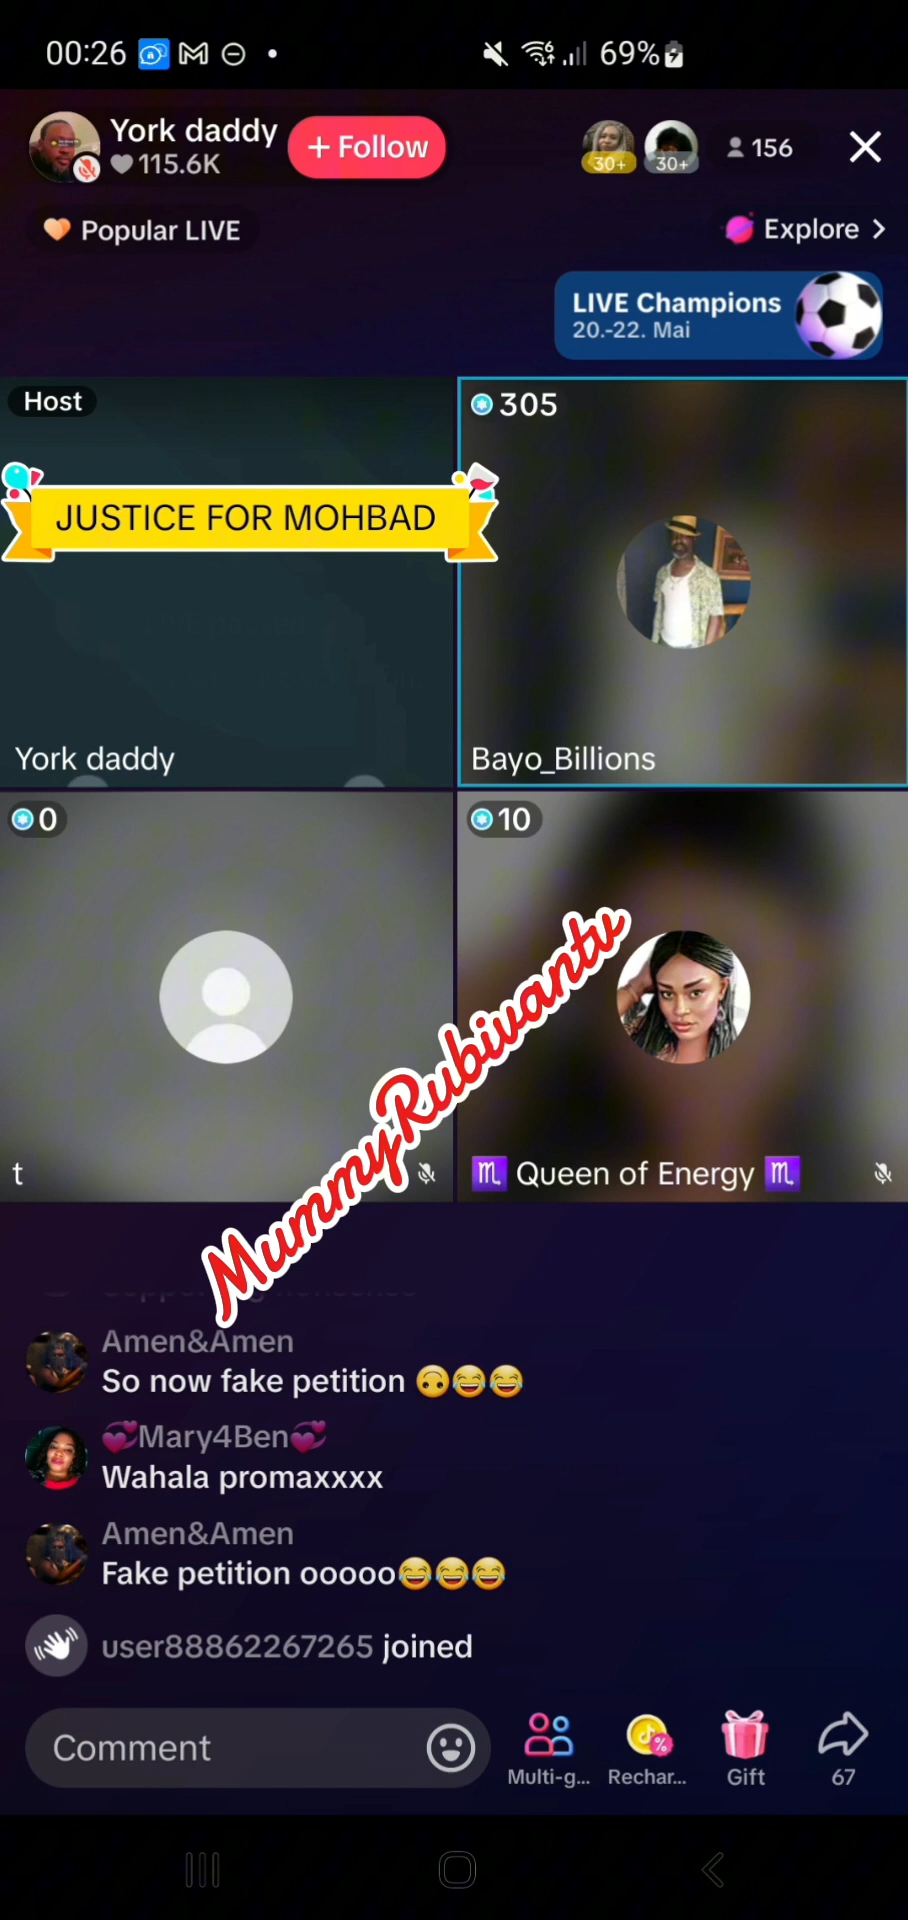 00:26
69%
York daddy
115.6K
+ Follow
30+
30+
156
Popular LIVE
Explore >
LIVE Champions
20.-22. Mai
Host
305
JUSTICE FOR MOHBAD
York daddy
Bayo_Billions
0
10
t
♏ Queen of Energy ♏
MummyRubivantv
Amen&Amen
So now fake petition 🙃😂😂
💞Mary4Ben💞
Wahala promaxxxx
Amen&Amen
Fake petition ooooo😂😂😂
user88862267265 joined
Comment
Multi-g...
Rechar...
Gift
67